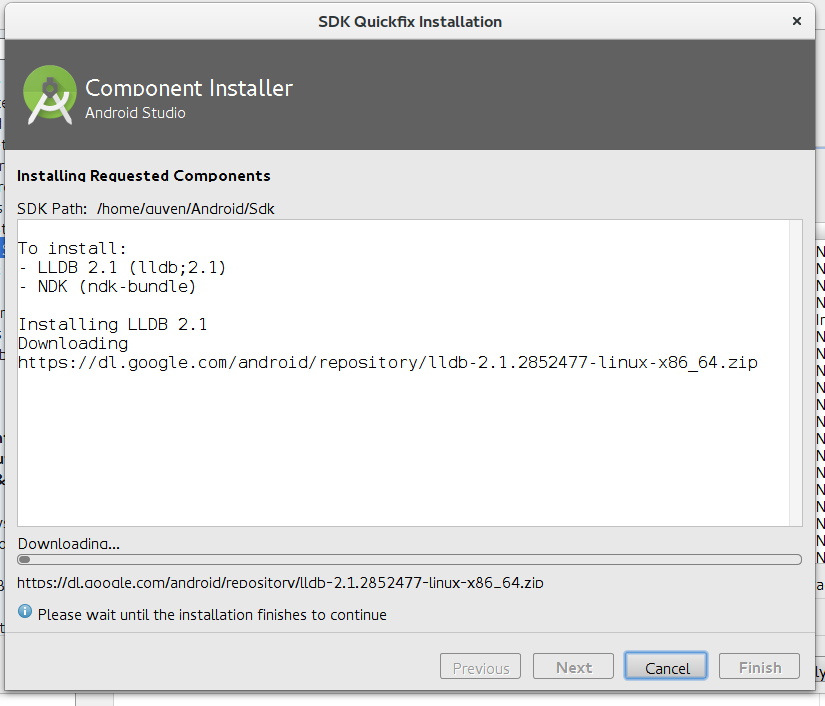 SDK Quickfix Installation
Component Installer
Android Studio
Installing Requested Components
SDK Path: /home/guven/Android/Sdk
To install:
- LLDB 2.1 (lldb;2.1)
- NDK (ndk-bundle)
Installing LLDB 2.1
Downloading
https://dl.google.com/android/repository/lldb-2.1.2852477-linux-x86_64.zip
Downloading...
https://dl.google.com/android/repository/lldb-2.1.2852477-linux-x86_64.zip
Please wait until the installation finishes to continue
Previous
Next
Cancel
Finish